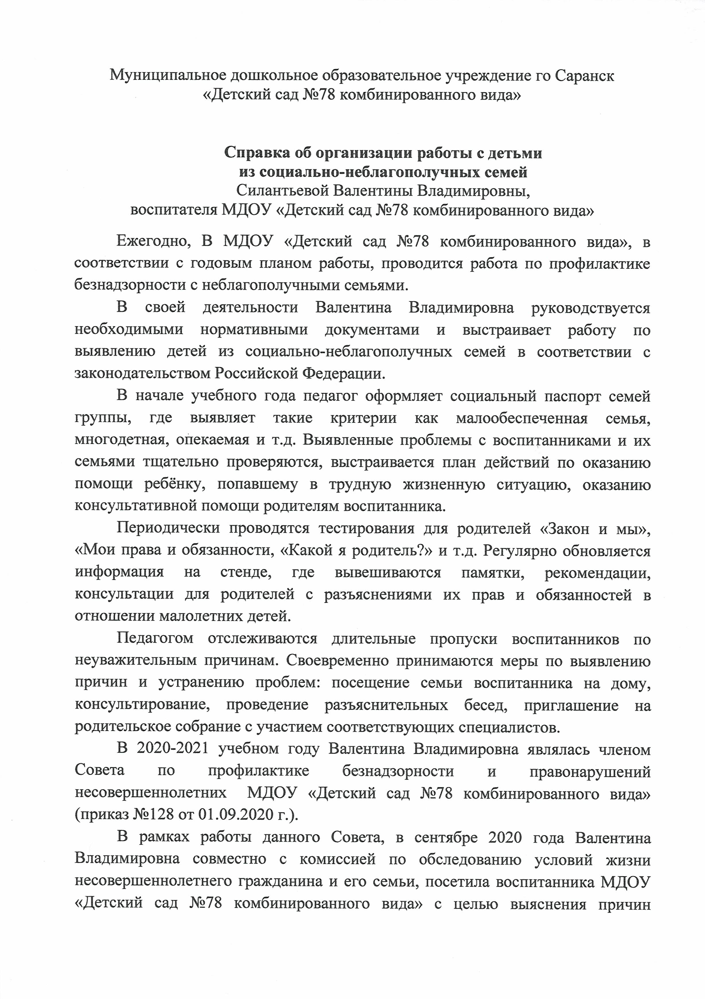 Муниципальное дошкольное образовательное учреждение го Саранск
«Детский сад №78 комбинированного вида»
Справка об организации работы с детьми
из социально-неблагополучных семей
Силантьевой Валентины Владимировны,
воспитателя МДОУ «Детский сад №78 комбинированного вида»
Ежегодно, В МДОУ «Детский сад №78 комбинированного вида», в
соответствии с годовым планом работы, проводится работа по профилактике
безнадзорности с неблагополучными семьями.
В своей деятельности Валентина Владимировна руководствуется
необходимыми нормативными документами и выстраивает работу по
выявлению детей из социально-неблагополучных семей в соответствии с
законодательством Российской Федерации.
В начале учебного года педагог оформляет социальный паспорт семей
группы, где выявляет такие критерии как малообеспеченная семья,
многодетная, опекаемая и т.д. Выявленные проблемы с воспитанниками и их
семьями тщательно проверяются, выстраивается план действий по оказанию
помощи ребёнку, попавшему в трудную жизненную ситуацию, оказанию
консультативной помощи родителям воспитанника.
Периодически проводятся тестирования для родителей «Закон и мы»,
«Мои права и обязанности, «Какой я родитель?» и т.д. Регулярно обновляется
информация на стенде, где вывешиваются памятки, рекомендации,
консультации для родителей с разъяснениями их прав и обязанностей в
отношении малолетних детей.
Педагогом отслеживаются длительные пропуски воспитанников по
неуважительным причинам. Своевременно принимаются меры по выявлению
причин и устранению проблем: посещение семьи воспитанника на дому,
консультирование, проведение разъяснительных бесед, приглашение на
родительское собрание с участием соответствующих специалистов.
В 2020-2021 учебном году Валентина Владимировна являлась членом
Совета по профилактике безнадзорности и правонарушений
несовершеннолетних МДОУ «Детский сад №78 комбинированного вида»
(приказ №128 от 01.09.2020 г.).
В рамках работы данного Совета, в сентябре 2020 года Валентина
Владимировна совместно с комиссией по обследованию условий жизни
несовершеннолетнего гражданина и его семьи, посетила воспитанника МДОУ
«Детский сад №78 комбинированного вида» с целью выяснения причин